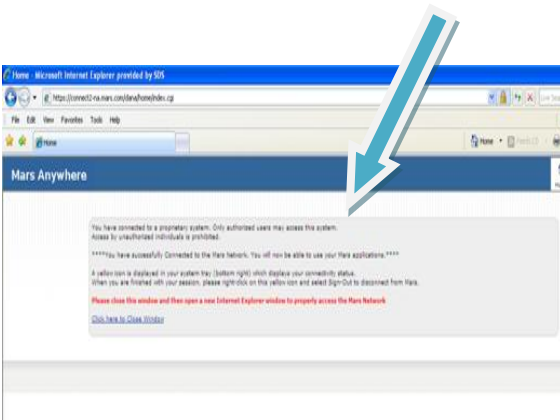 Home - Microsoft Internet Explorer provided by SDS
https://connect2-na.mars.com/dana/home/index.cgi
File Edit View Favorites Tools Help
Home Home
Mars Anywhere
You have connected to a proprietary system. Only authorized users may access this system.
Access by unauthorized individuals is prohibited.
****You have successfully Connected to the Mars Network. You will now be able to use your Mars applications.****
A yellow icon is displayed in your system tray (bottom right) which displays your connectivity status.
When you are finished with your session, please right-click on this yellow icon and select Sign-Out to disconnect from Mars.
Please close this window and then open a new Internet Explorer window to properly access the Mars Network
Click here to Close Window